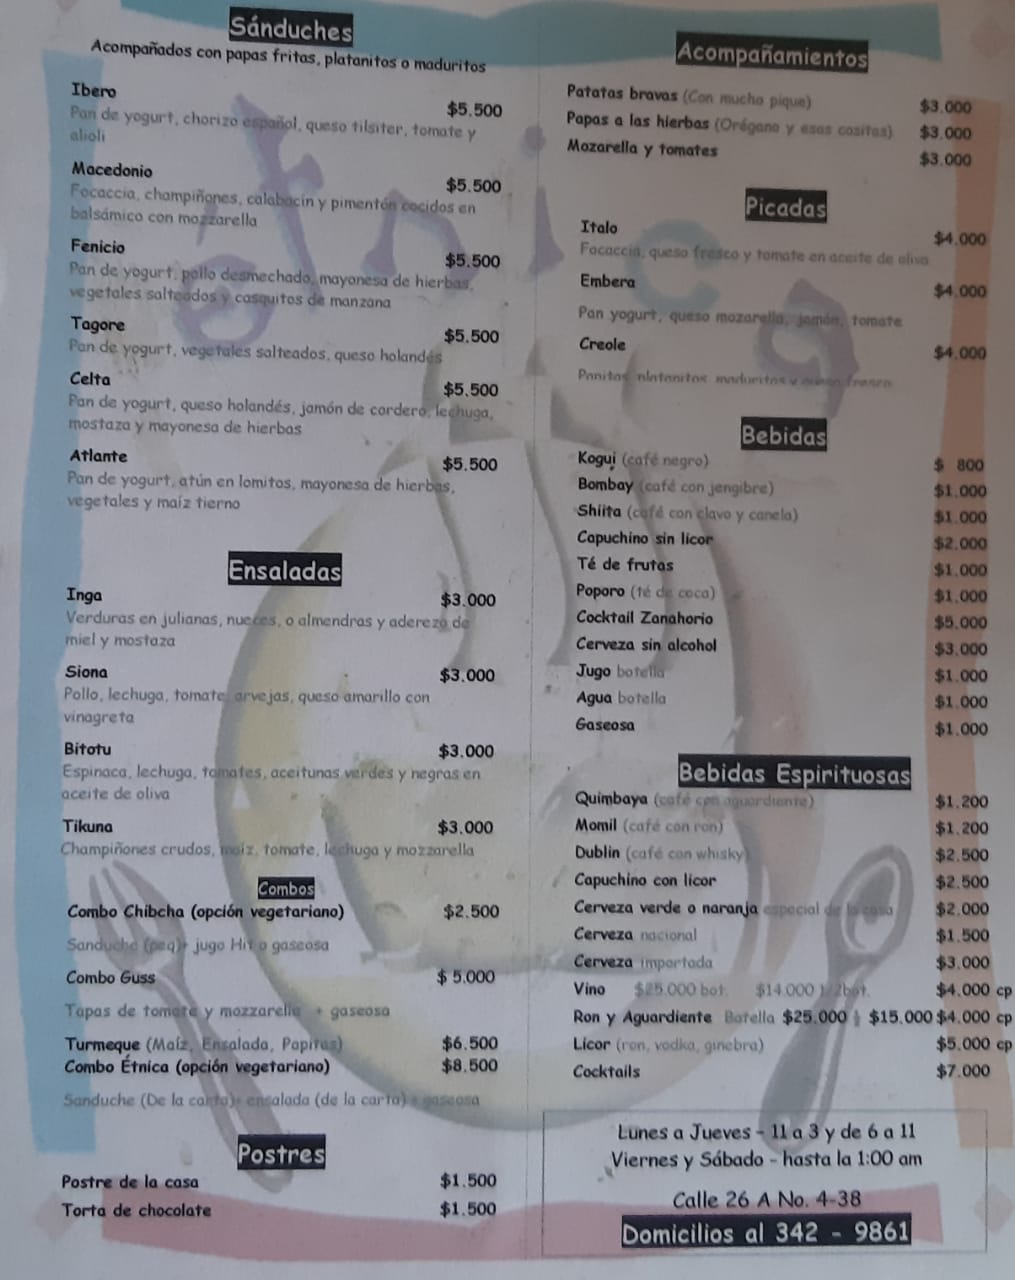 Sánduches
Acompañados con papas fritas, platanitos o maduritos
Ibero $5.500
Pan de yogurt, chorizo español, queso tilsiter, tomate y
alioli
Macedonio $5.500
Focaccia, champiñones, calabacin y pimentón cocidos en
balsámico con mozzarella
Fenicio $5.500
Pan de yogurt, pollo desmechado, mayonesa de hierbas,
vegetales salteados y casquitos de manzana
Tagore $5.500
Pan de yogurt, vegetales salteados, queso holandés
Celta $5.500
Pan de yogurt, queso holandés, jamón de cordero, lechuga,
mostaza y mayonesa de hierbas
Atlante $5.500
Pan de yogurt, atún en lomitos, mayonesa de hierbas,
vegetales y maíz tierno
Ensaladas
Inga $3.000
Verduras en julianas, nueces, o almendras y aderezo de
miel y mostaza
Siona $3.000
Pollo, lechuga, tomate, arvejas, queso amarillo con
vinagreta
Bitotu $3.000
Espinaca, lechuga, tomates, aceitunas verdes y negras en
aceite de oliva
Tikuna $3.000
Champiñones crudos, maíz, tomate, lechuga y mozzarella
Combos
Combo Chibcha (opción vegetariano) $2.500
Sanduche (peq)+ jugo Hit o gaseosa
Combo Guss $ 5.000
Tapas de tomate y mozzarella + gaseosa
Turmeque (Maíz, Ensalada, Papitas) $6.500
Combo Étnica (opción vegetariano) $8.500
Sanduche (De la carta)+ ensalada (de la carta) + gaseosa
Postres
Postre de la casa $1.500
Torta de chocolate $1.500
étnica
Acompañamientos
Patatas bravas (Con mucho pique) $3.000
Papas a las hierbas (Orégano y esas cositas) $3.000
Mozarella y tomates $3.000
Picadas
Italo $4.000
Focaccia, queso fresco y tomate en aceite de oliva
Embera $4.000
Pan yogurt, queso mozarella, jamón, tomate
Creole $4.000
Papitas, platanitos, maduritos y queso fresco
Bebidas
Kogui (café negro) $ 800
Bombay (café con jengibre) $1.000
Shiita (café con clavo y canela) $1.000
Capuchino sin licor $2.000
Té de frutas $1.000
Poporo (té de coca) $1.000
Cocktail Zanahorio $5.000
Cerveza sin alcohol $3.000
Jugo botella $1.000
Agua botella $1.000
Gaseosa $1.000
Bebidas Espirituosas
Quimbaya (café con aguardiente) $1.200
Momil (café con ron) $1.200
Dublin (café con whisky) $2.500
Capuchino con licor $2.500
Cerveza verde o naranja especial de la casa $2.000
Cerveza nacional $1.500
Cerveza importada $3.000
Vino $25.000 bot. $14.000 1/2bot. $4.000 cp
Ron y Aguardiente Botella $25.000 ½ $15.000 $4.000 cp
Licor (ron, vodka, ginebra) $5.000 cp
Cocktails $7.000
Lunes a Jueves - 11 a 3 y de 6 a 11
Viernes y Sábado - hasta la 1:00 am
Calle 26 A No. 4-38
Domicilios al 342 - 9861